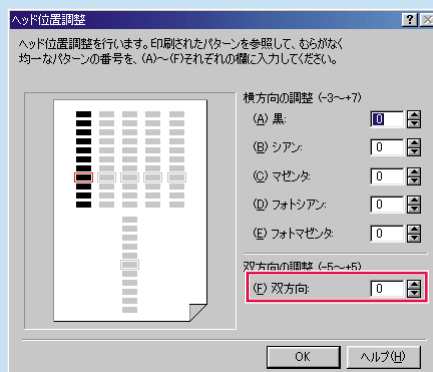 ヘッド位置調整
ヘッド位置調整を行います。印刷されたパターンを参照して、むらがなく
均一なパターンの番号を、(A)～(F)それぞれの欄に入力してください。
横方向の調整 (-3～+7)
(A) 黒: 0
(B) シアン: 0
(C) マゼンタ: 0
(D) フォトシアン: 0
(E) フォトマゼンタ: 0
双方向の調整 (-5～+5)
(F) 双方向: 0
OK ヘルプ(H)